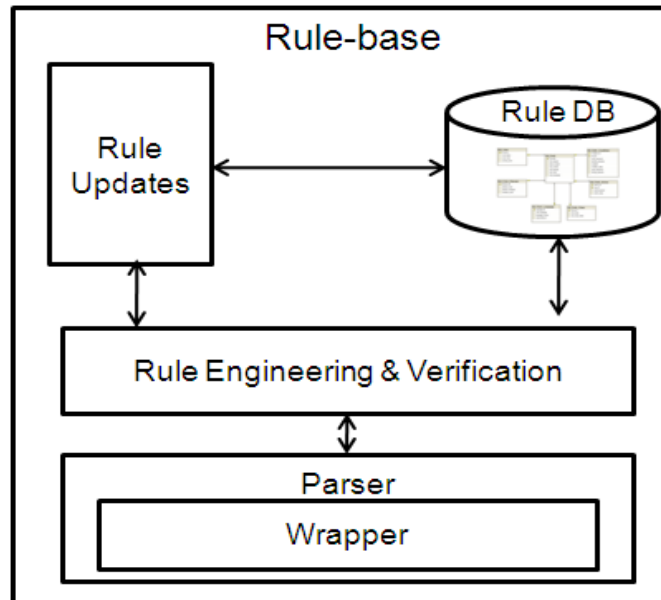 Rule-base
Rule
Updates
Rule DB
Rule Engineering & Verification
Parser
Wrapper